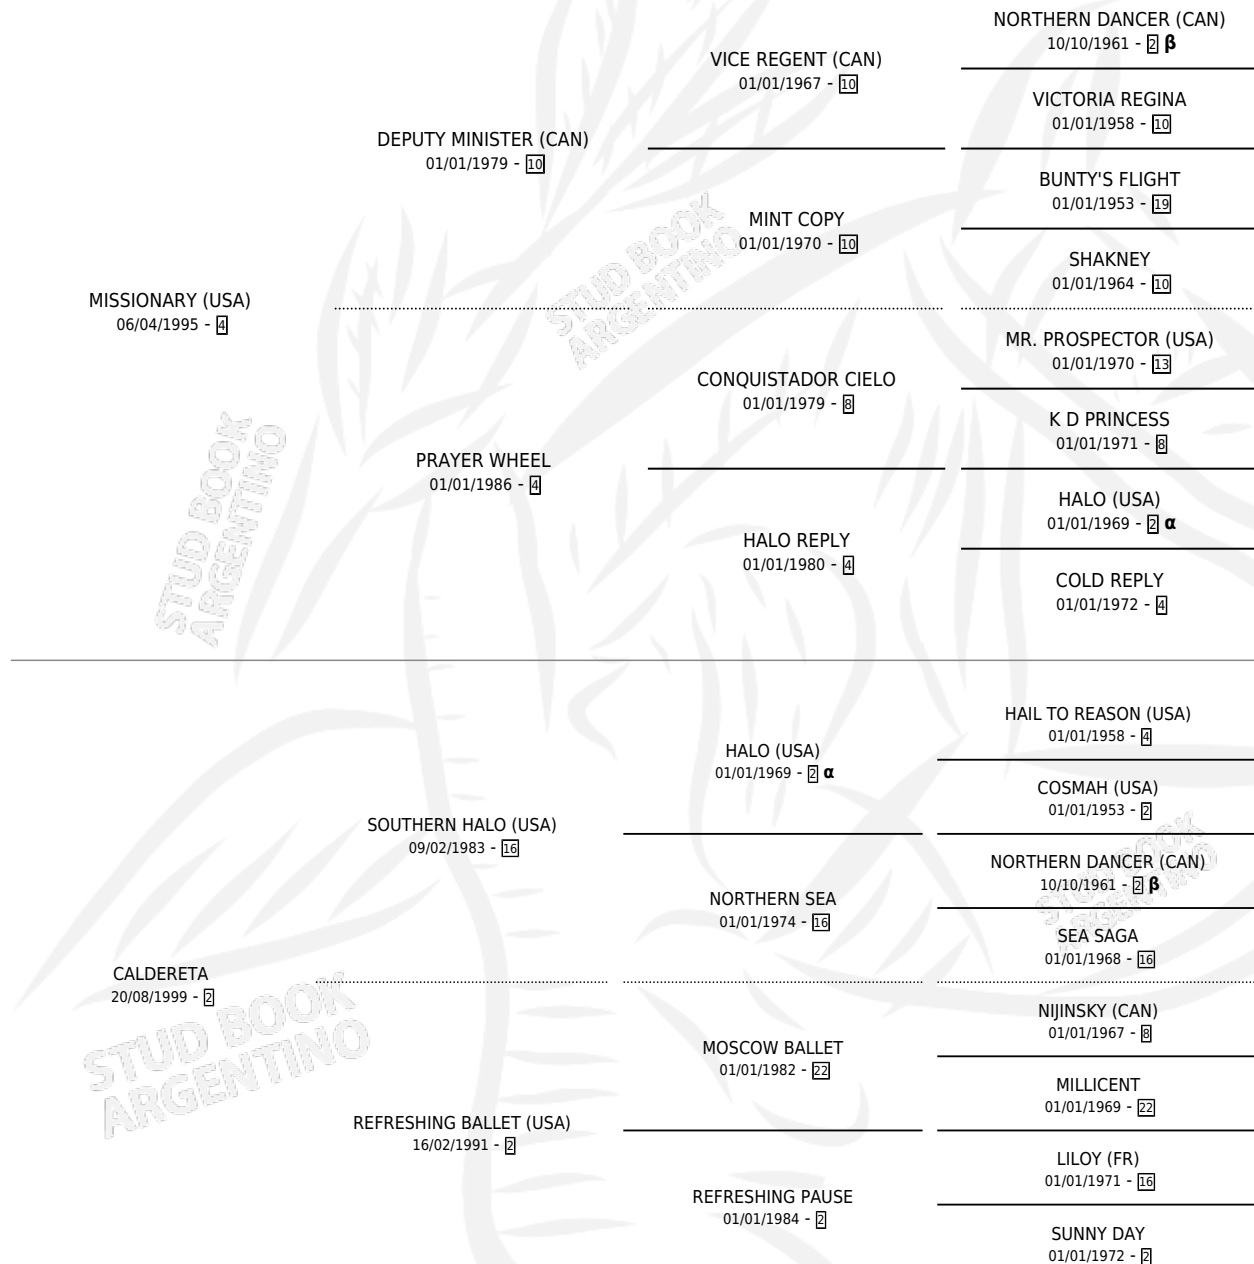 NORTHERN DANCER (CAN)
10/10/1961 - 2 β
VICE REGENT (CAN)
01/01/1967 - 10
VICTORIA REGINA
01/01/1958 - 10
DEPUTY MINISTER (CAN)
01/01/1979 - 10
BUNTY'S FLIGHT
01/01/1953 - 19
MINT COPY
01/01/1970 - 10
SHAKNEY
01/01/1964 - 10
MISSIONARY (USA)
06/04/1995 - 4
STUD BOOK
ARGENTINO
MR. PROSPECTOR (USA)
01/01/1970 - 13
CONQUISTADOR CIELO
01/01/1979 - 8
K D PRINCESS
01/01/1971 - 8
PRAYER WHEEL
01/01/1986 - 4
STUD BOOK
ARGENTINO
HALO (USA)
01/01/1969 - 2 α
HALO REPLY
01/01/1980 - 4
COLD REPLY
01/01/1972 - 4
HAIL TO REASON (USA)
01/01/1958 - 4
HALO (USA)
01/01/1969 - 2 α
COSMAH (USA)
01/01/1953 - 2
SOUTHERN HALO (USA)
09/02/1983 - 16
STUD BOOK
ARGENTINO
NORTHERN DANCER (CAN)
10/10/1961 - 2 β
NORTHERN SEA
01/01/1974 - 16
SEA SAGA
01/01/1968 - 16
CALDERETA
20/08/1999 - 2
STUD BOOK
ARGENTINO
NIJINSKY (CAN)
01/01/1967 - 8
MOSCOW BALLET
01/01/1982 - 22
MILLICENT
01/01/1969 - 22
REFRESHING BALLET (USA)
16/02/1991 - 2
LILOY (FR)
01/01/1971 - 16
REFRESHING PAUSE
01/01/1984 - 2
SUNNY DAY
01/01/1972 - 2